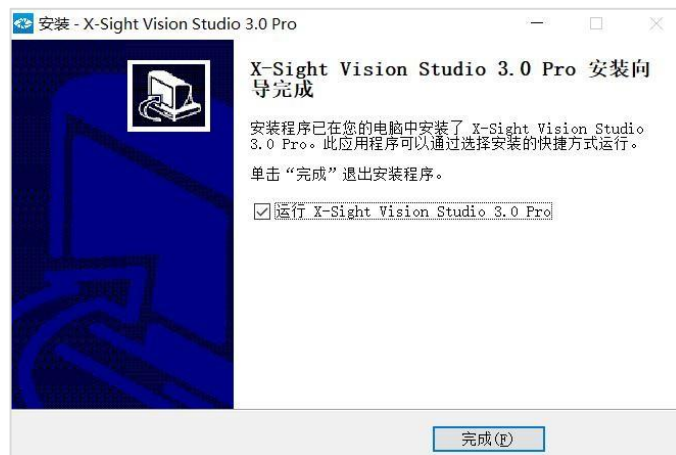 安装 - X-Sight Vision Studio 3.0 Pro
X-Sight Vision Studio 3.0 Pro 安装向
导完成
安装程序已在您的电脑中安装了 X-Sight Vision Studio
3.0 Pro。此应用程序可以通过选择安装的快捷方式运行。
单击“完成”退出安装程序。
运行 X-Sight Vision Studio 3.0 Pro
完成(F)